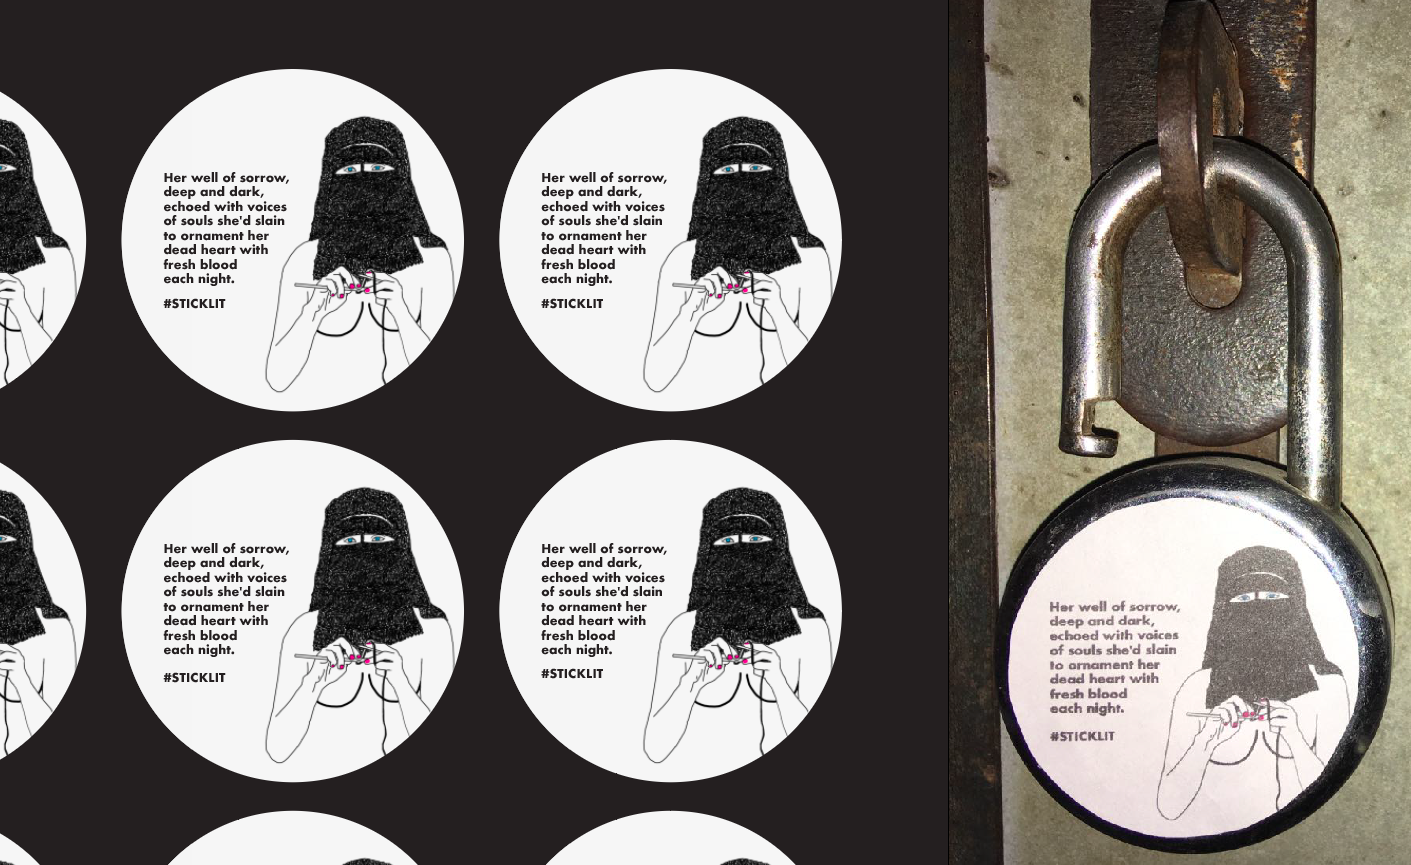 Her well of sorrow,
deep and dark,
echoed with voices
of souls she'd slain
to ornament her
dead heart with
fresh blood
each night.
#STICKLIT
Her well of sorrow,
deep and dark,
echoed with voices
of souls she'd slain
to ornament her
dead heart with
fresh blood
each night.
#STICKLIT
Her well of sorrow,
deep and dark,
echoed with voices
of souls she'd slain
to ornament her
dead heart with
fresh blood
each night.
#STICKLIT
Her well of sorrow,
deep and dark,
echoed with voices
of souls she'd slain
to ornament her
dead heart with
fresh blood
each night.
#STICKLIT
Her well of sorrow,
deep and dark,
echoed with voices
of souls she'd slain
to ornament her
dead heart with
fresh blood
each night.
#STICKLIT